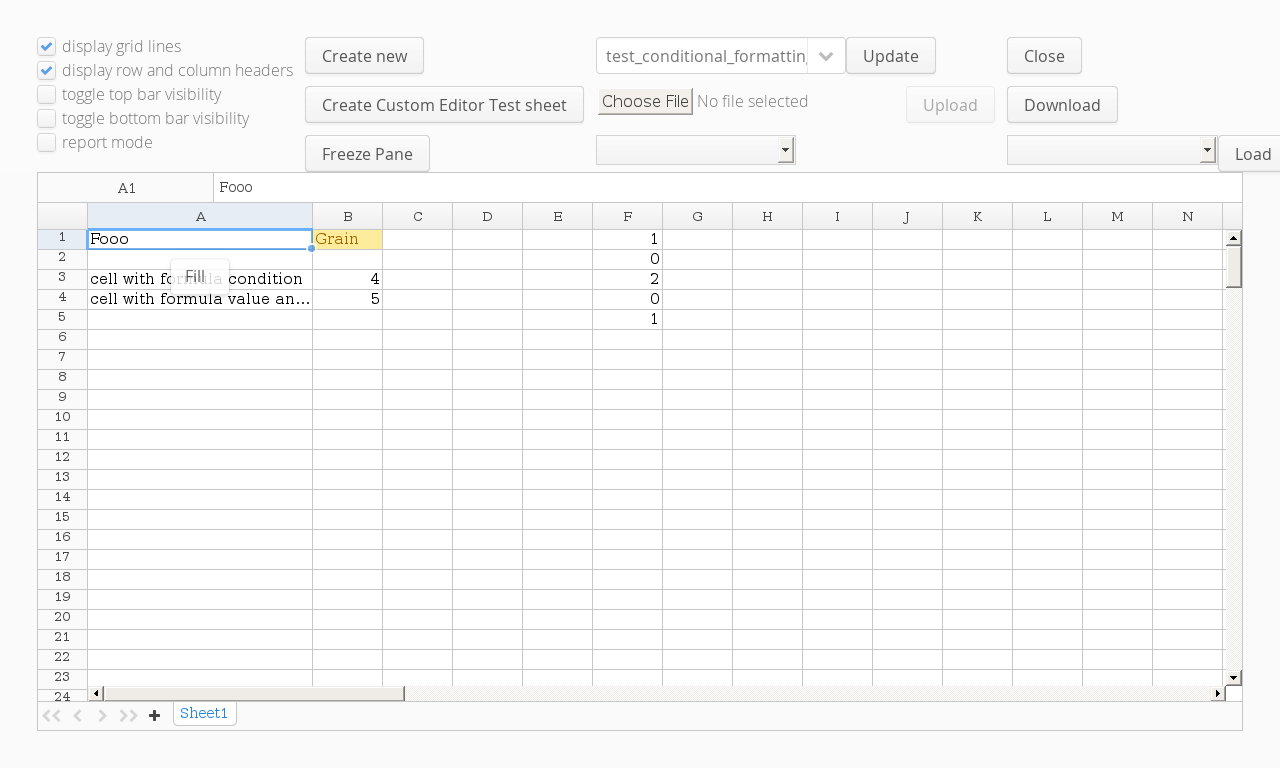 display grid lines
display row and column headers
toggle top bar visibility
toggle bottom bar visibility
report mode
Create new
test_conditional_formatting
Update
Close
Create Custom Editor Test sheet
Choose File No file selected
Upload
Download
Freeze Pane
Load
A1 Fooo
A B C D E F G H I J K L M N
1 Fooo Grain 1
2 0
Fill
3 cell with formula condition 4 2
4 cell with formula value an... 5 0
5 1
6
7
8
9
10
11
12
13
14
15
16
17
18
19
20
21
22
23
24
Sheet1